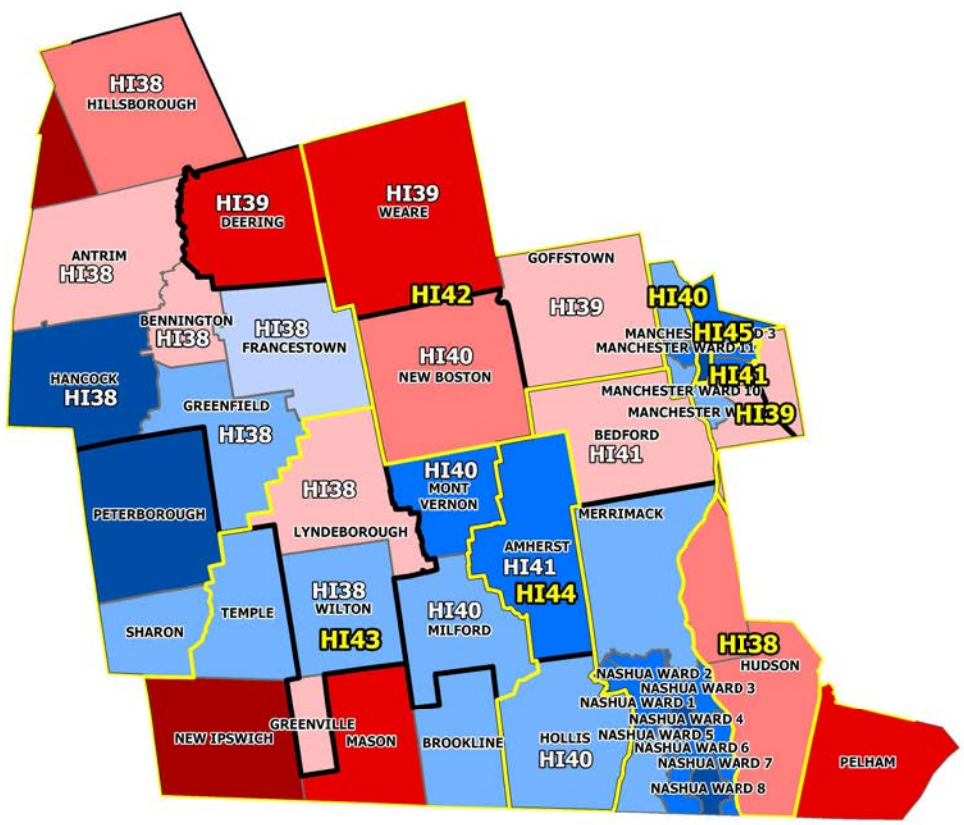 HI38
HILLSBOROUGH
HI39
DEERING
HI39
WEARE
ANTRIM
HI38
GOFFSTOWN
HI39
HI42
HI40
BENNINGTON
HI38
HI38
FRANCESTOWN
HI45
MANCHESTER WARD 11
HI40
NEW BOSTON
HANCOCK
HI38
HI41
MANCHESTER WARD 10
GREENFIELD
HI38
HI39
BEDFORD
HI41
HI38
LYNDEBOROUGH
HI40
MONT
VERNON
PETERBOROUGH
MERRIMACK
AMHERST
HI41
HI44
HI38
WILTON
HI43
HI40
MILFORD
TEMPLE
SHARON
HI38
HUDSON
NASHUA WARD 2
NASHUA WARD 3
NASHUA WARD 1
NASHUA WARD 4
NASHUA WARD 5
NASHUA WARD 6
NASHUA WARD 7
NASHUA WARD 8
GREENVILLE
NEW IPSWICH
MASON
BROOKLINE
HOLLIS
HI40
PELHAM